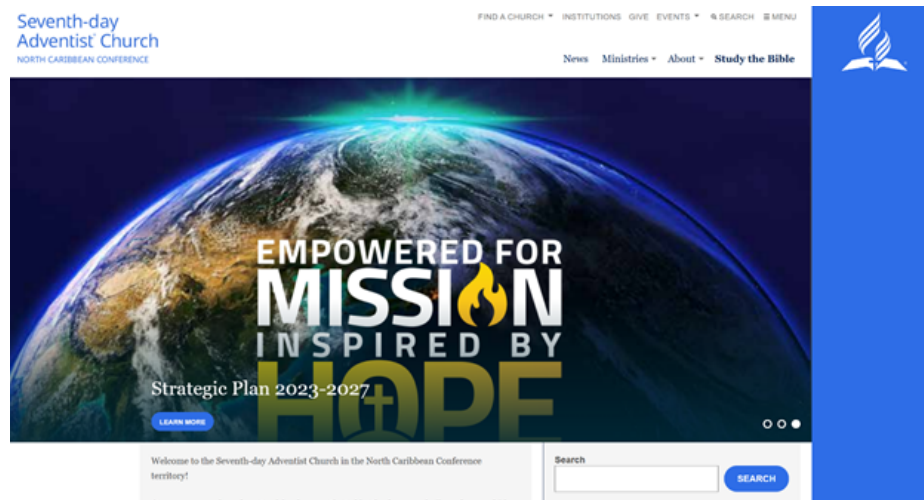 Seventh-day
Adventist® Church
NORTH CARIBBEAN CONFERENCE
FIND A CHURCH INSTITUTIONS GIVE EVENTS SEARCH MENU
News Ministries About Study the Bible
EMPOWERED FOR
MISSION
INSPIRED BY
HOPE
Strategic Plan 2023-2027
LEARN MORE
Welcome to the Seventh-day Adventist Church in the North Caribbean Conference
territory!
Search
SEARCH